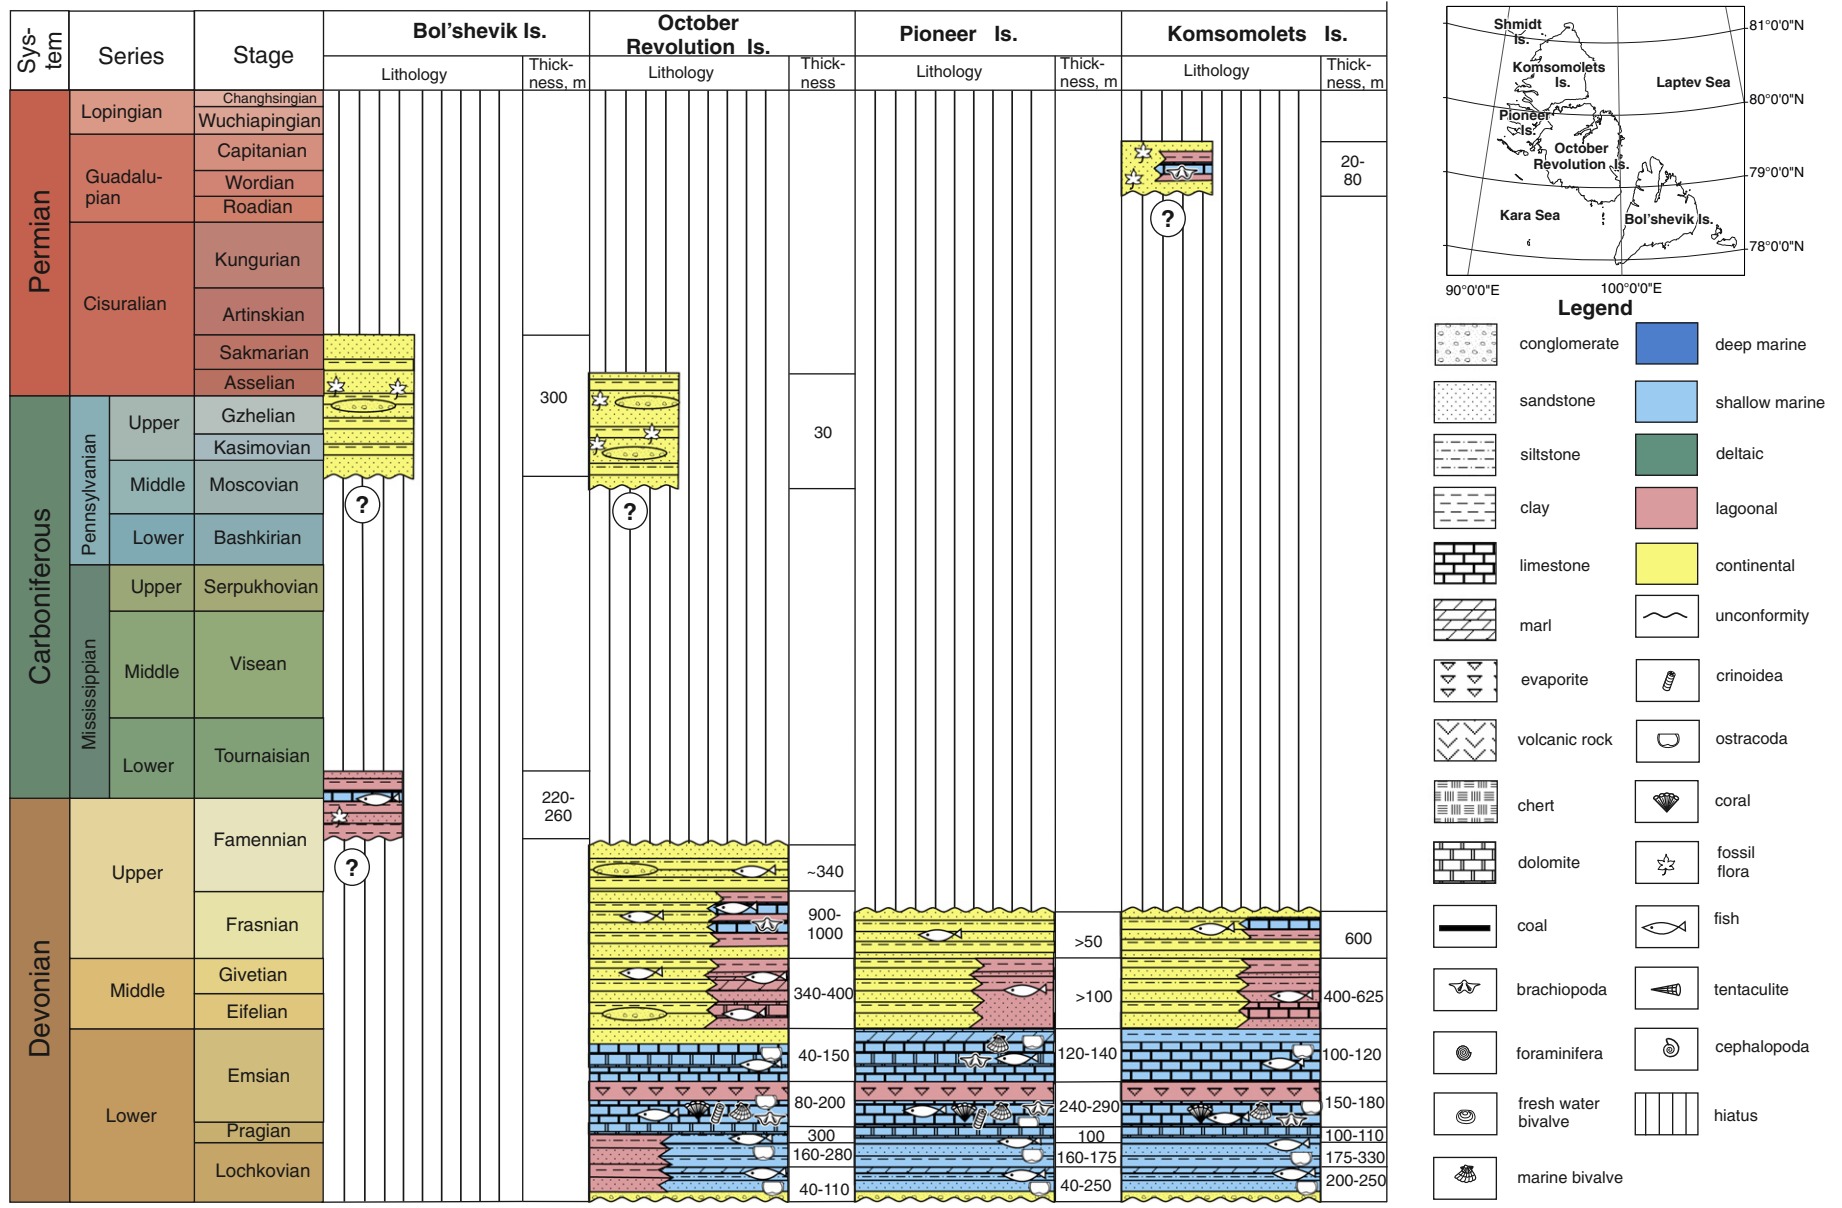 Sys-
tem
Series
Stage
Bol'shevik Is.
Lithology
Thick-
ness, m
October
Revolution Is.
Lithology
Thick-
ness
Pioneer Is.
Lithology
Thick-
ness, m
Komsomolets Is.
Lithology
Thick-
ness, m
Permian
Carboniferous
Devonian
Lopingian
Guadalu-
pian
Cisuralian
Pennsylvanian
Upper
Middle
Lower
Mississippian
Upper
Middle
Lower
Upper
Middle
Lower
Changhsingian
Wuchiapingian
Capitanian
Wordian
Roadian
Kungurian
Artinskian
Sakmarian
Asselian
Gzhelian
Kasimovian
Moscovian
Bashkirian
Serpukhovian
Visean
Tournaisian
Famennian
Frasnian
Givetian
Eifelian
Emsian
Pragian
Lochkovian
?
?
300
220-
260
?
30
~340
900-
1000
340-400
40-150
80-200
300
160-280
40-110
>50
>100
120-140
240-290
100
160-175
40-250
?
20-
80
600
400-625
100-120
150-180
100-110
175-330
200-250
Shmidt
Is.
Komsomolets
Is.
Laptev Sea
Pioneer
Is.
October
Revolution Is.
Kara Sea
Bol'shevik Is.
81°0'0"N
80°0'0"N
79°0'0"N
78°0'0"N
90°0'0"E
100°0'0"E
Legend
conglomerate
sandstone
siltstone
clay
limestone
marl
evaporite
volcanic rock
chert
dolomite
coal
brachiopoda
foraminifera
fresh water
bivalve
marine bivalve
deep marine
shallow marine
deltaic
lagoonal
continental
unconformity
crinoidea
ostracoda
coral
fossil
flora
fish
tentaculite
cephalopoda
hiatus